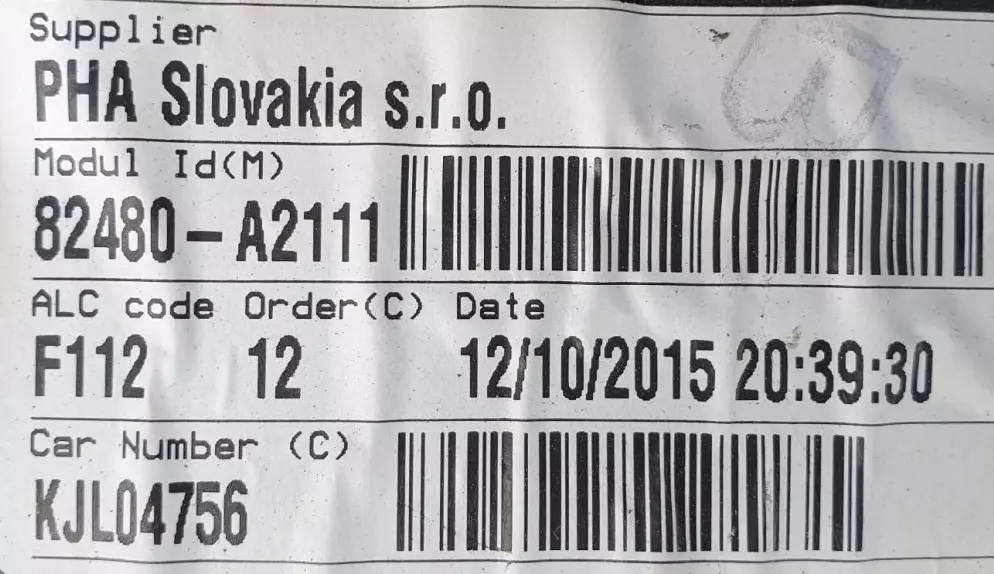 Supplier
PHA Slovakia s.r.o.
Modul Id(M)
82480-A2111
ALC code Order(C) Date
F112 12 12/10/2015 20:39:30
Car Number (C)
KJL04756